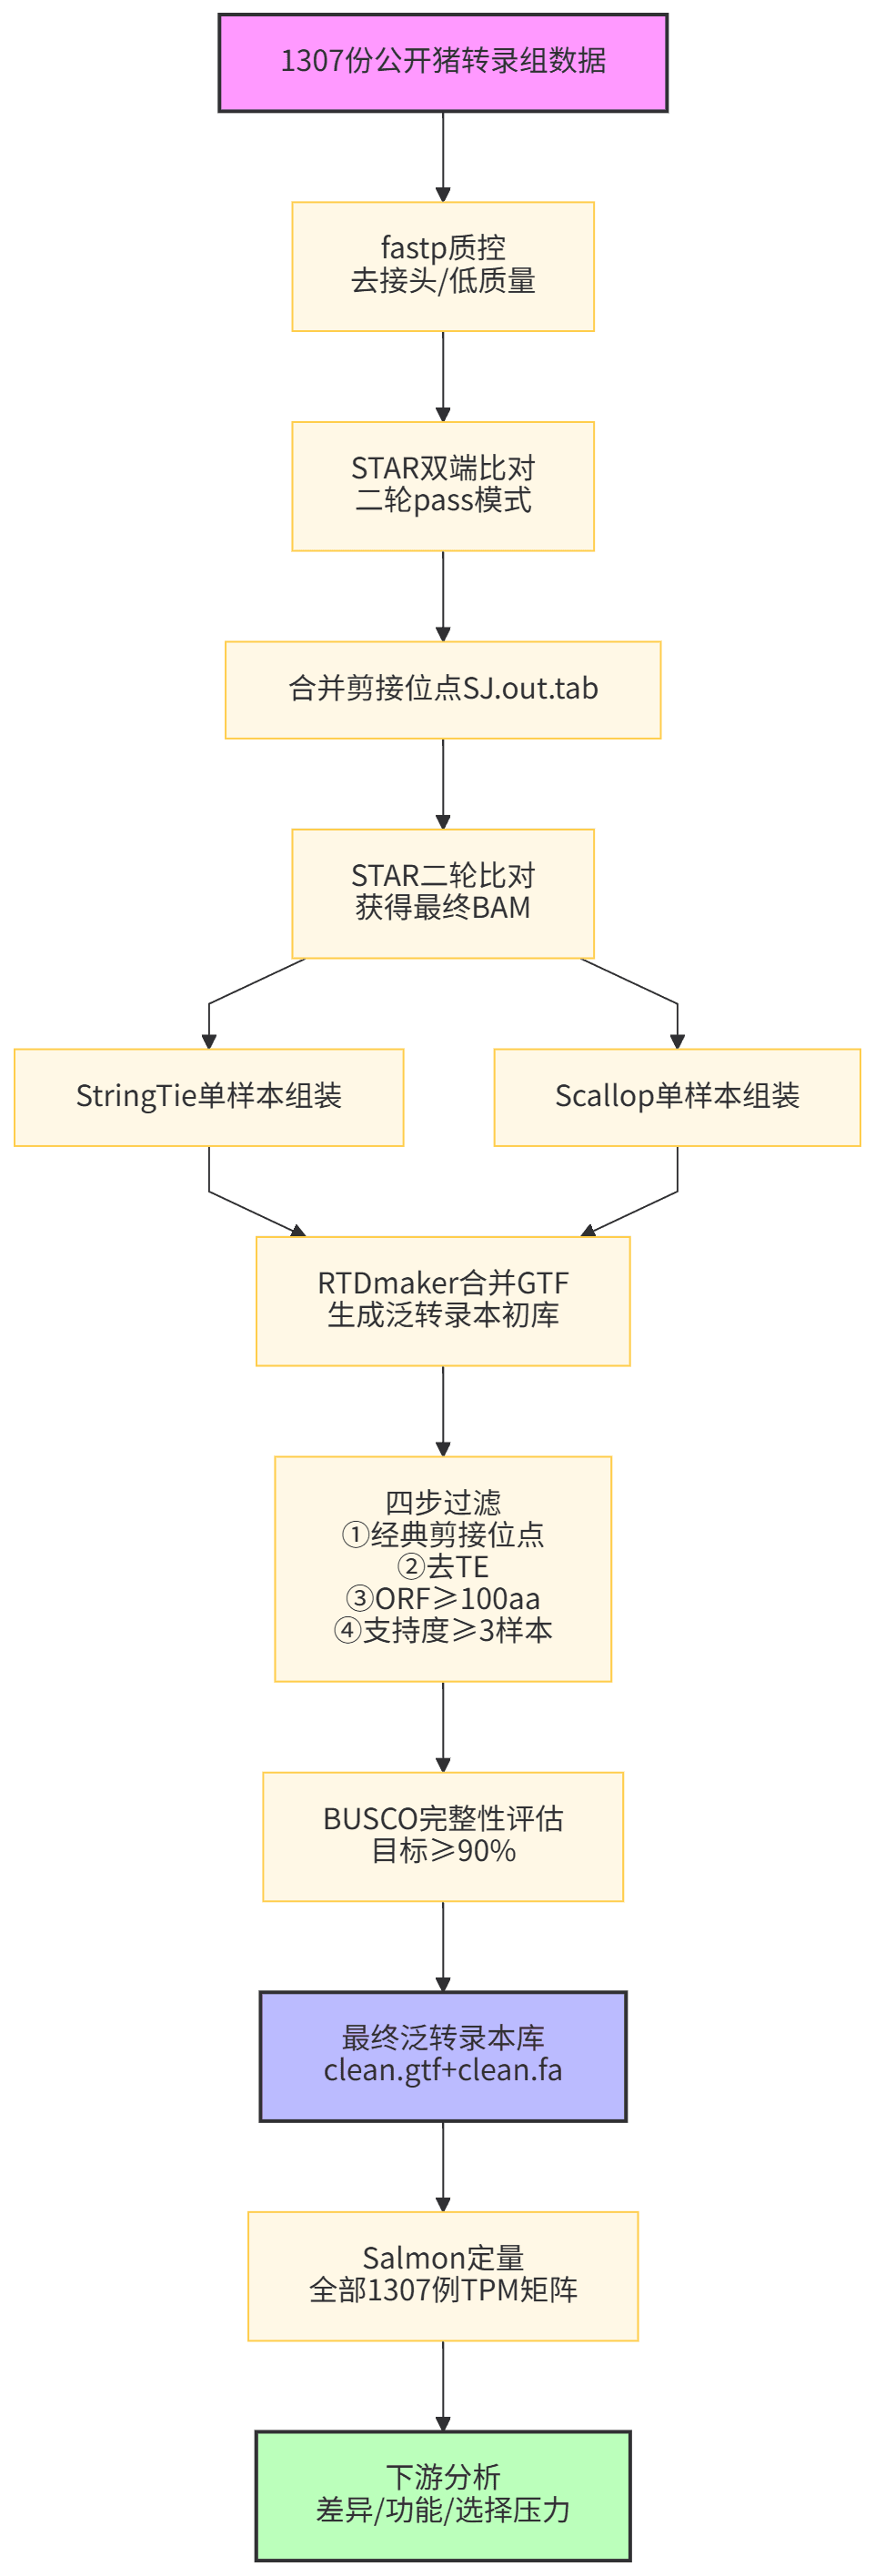 1307份公开猪转录组数据
fastp质控
去接头/低质量
STAR双端比对
二轮pass模式
合并剪接位点SJ.out.tab
STAR二轮比对
获得最终BAM
StringTie单样本组装
Scallop单样本组装
RTDmaker合并GTF
生成泛转录本初库
四步过滤
①经典剪接位点
②去TE
③ORF≥100aa
④支持度≥3样本
BUSCO完整性评估
目标≥90%
最终泛转录本库
clean.gtf+clean.fa
Salmon定量
全部1307例TPM矩阵
下游分析
差异/功能/选择压力